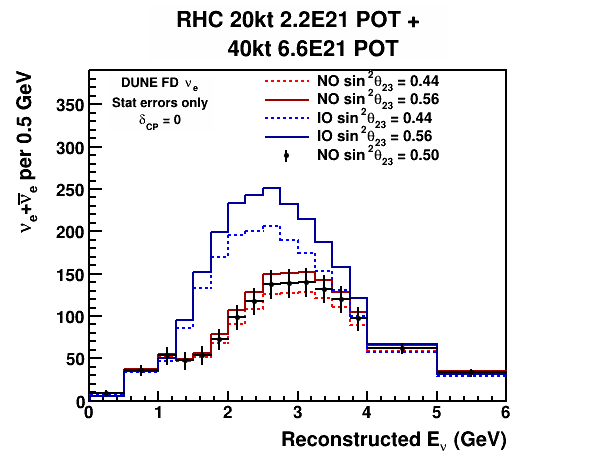 RHC 20kt 2.2E21 POT +
40kt 6.6E21 POT
DUNE FD νe
Stat errors only
δCP = 0
NO sin²θ23 = 0.44
NO sin²θ23 = 0.56
IO sin²θ23 = 0.44
IO sin²θ23 = 0.56
NO sin²θ23 = 0.50
νe+ν̅e per 0.5 GeV
350
300
250
200
150
100
50
0
0 1 2 3 4 5 6
Reconstructed Eν (GeV)